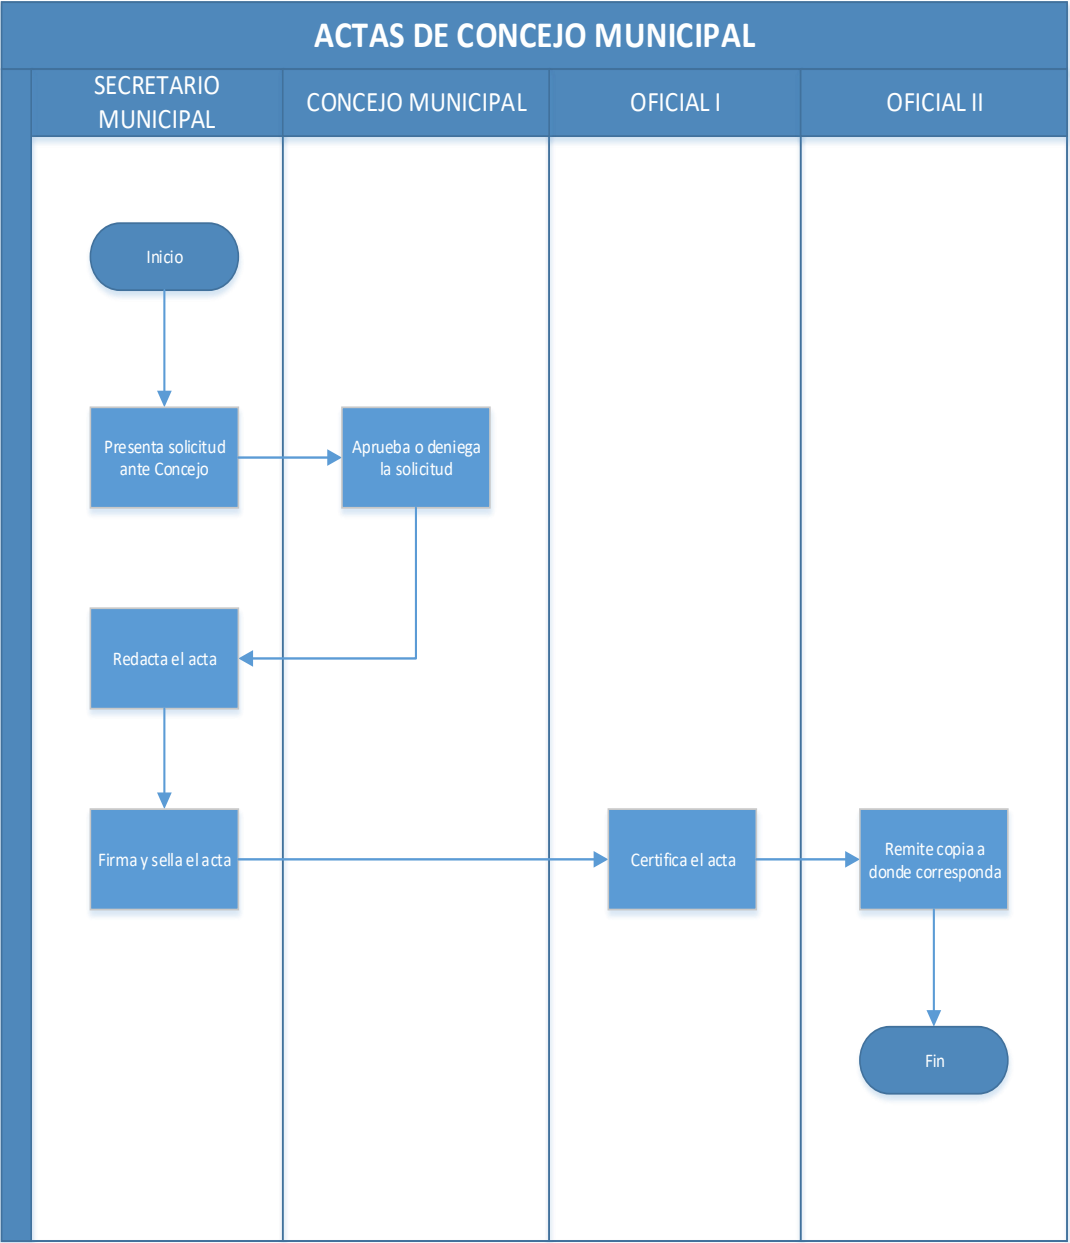 ACTAS DE CONCEJO MUNICIPAL
SECRETARIO
MUNICIPAL
CONCEJO MUNICIPAL
OFICIAL I
OFICIAL II
Inicio
Presenta solicitud
ante Concejo
Aprueba o deniega
la solicitud
Redacta el acta
Firma y sella el acta
Certifica el acta
Remite copia a
donde corresponda
Fin